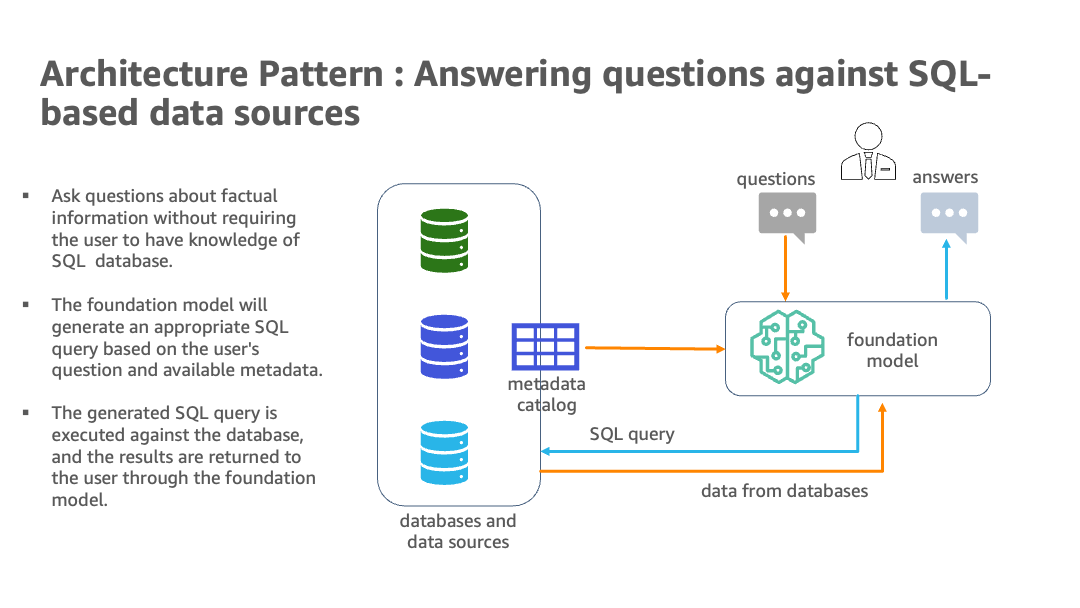 Architecture Pattern : Answering questions against SQL-
based data sources
▪ Ask questions about factual
information without requiring
the user to have knowledge of
SQL  database.
▪ The foundation model will
generate an appropriate SQL
query based on the user's
question and available metadata.
▪ The generated SQL query is
executed against the database,
and the results are returned to
the user through the foundation
model.
questions
answers
foundation
model
metadata
catalog
SQL query
data from databases
databases and
data sources